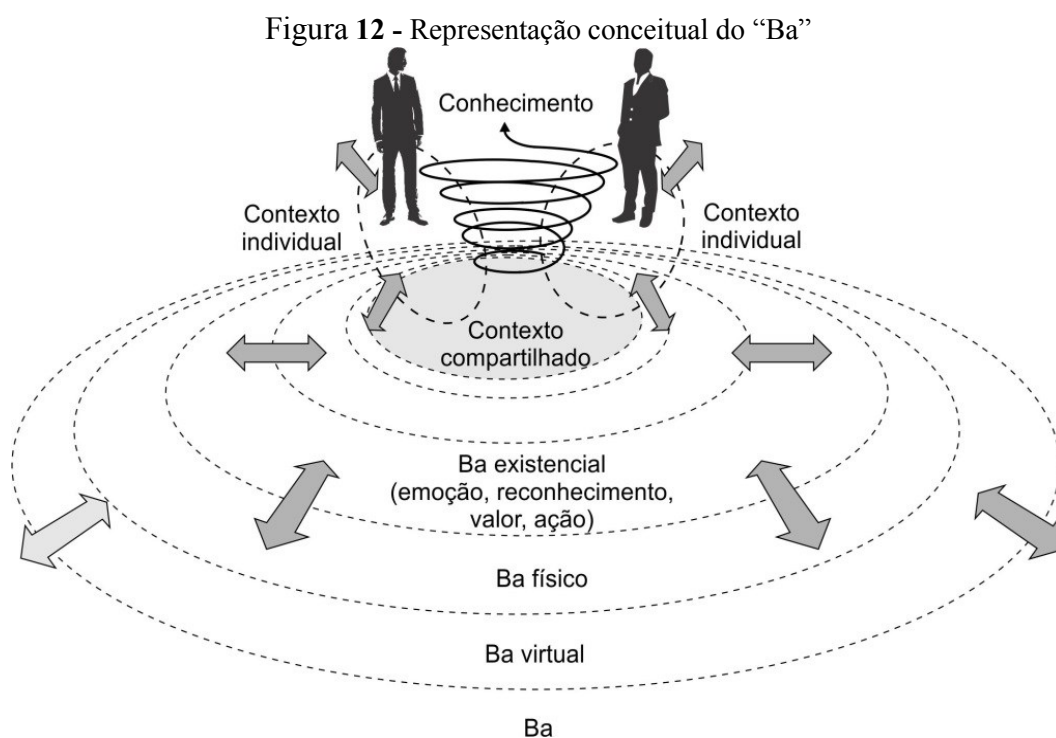 Figura 12 - Representação conceitual do “Ba”
Conhecimento
Contexto
individual
Contexto
individual
Contexto
compartilhado
Ba existencial
(emoção, reconhecimento,
valor, ação)
Ba físico
Ba virtual
Ba